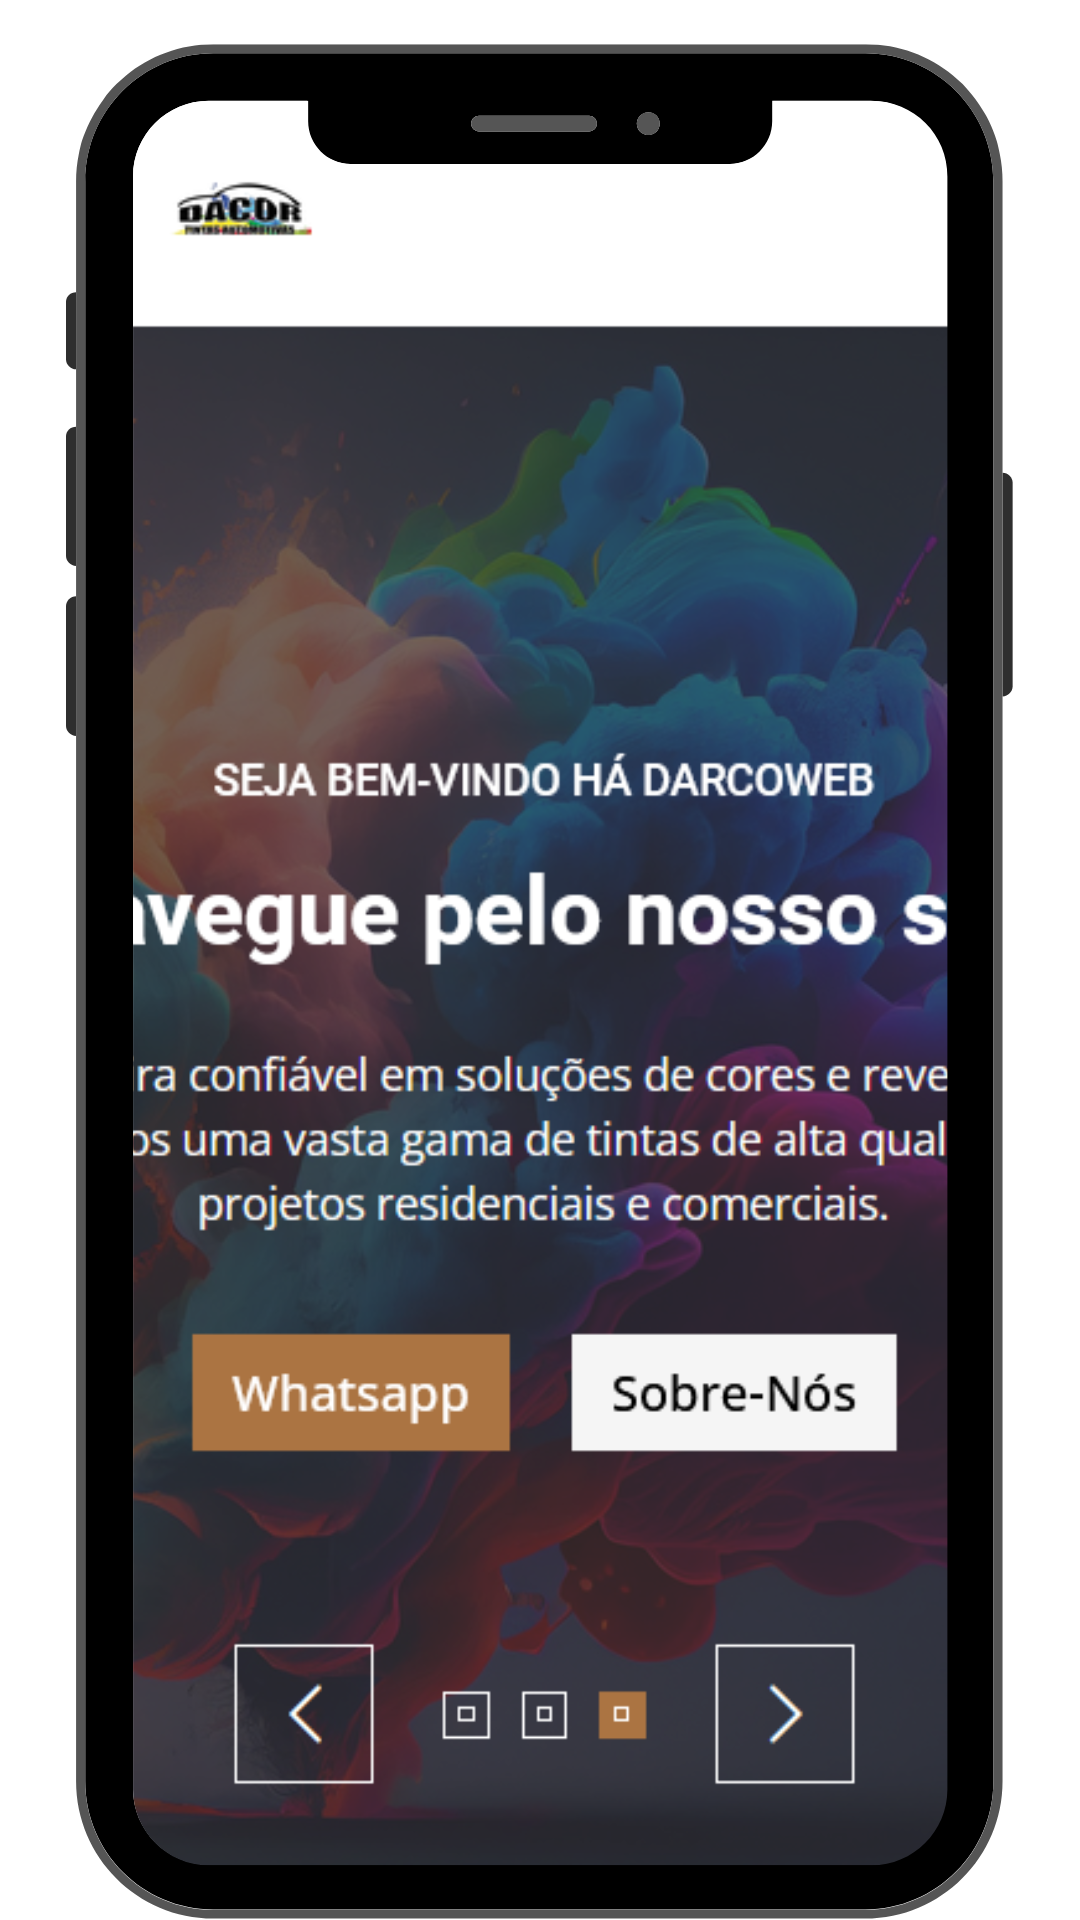 DACOR
TINTAS AUTOMOTIVAS
SEJA BEM-VINDO HÁ DARCOWEB
avegue pelo nosso s
ra confiável em soluções de cores e reve
os uma vasta gama de tintas de alta qual
projetos residenciais e comerciais.
Whatsapp
Sobre-Nós